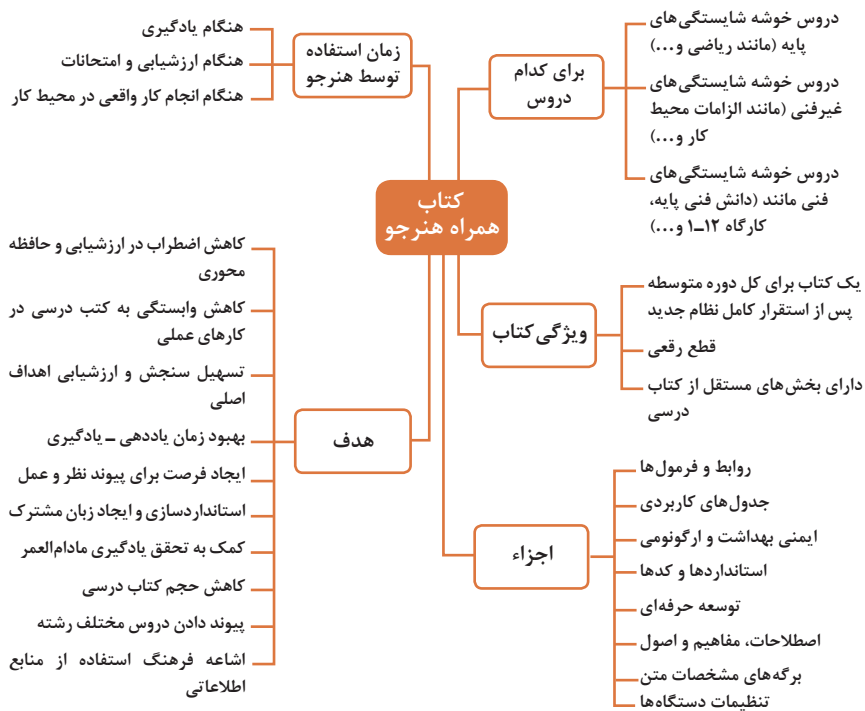 کتاب
همراه هنرجو
برای کدام
دروس
دروس خوشه شایستگی‌های
پایه (مانند ریاضی و...)
دروس خوشه شایستگی‌های
غیرفنی (مانند الزامات محیط
کار و...)
دروس خوشه شایستگی‌های
فنی مانند (دانش فنی پایه،
کارگاه ۱۲ــ۱ و...)
ویژگی کتاب
یک کتاب برای کل دوره متوسطه
پس از استقرار کامل نظام جدید
قطع رقعی
دارای بخش‌های مستقل از کتاب
درسی
اجزاء
روابط و فرمول‌ها
جدول‌های کاربردی
ایمنی بهداشت و ارگونومی
استانداردها و کدها
توسعه حرفه‌ای
اصطلاحات، مفاهیم و اصول
برگه‌های مشخصات متن
تنظیمات دستگاه‌ها
زمان استفاده
توسط هنرجو
هنگام یادگیری
هنگام ارزشیابی و امتحانات
هنگام انجام کار واقعی در محیط کار
هدف
کاهش اضطراب در ارزشیابی و حافظه
محوری
کاهش وابستگی به کتب درسی در
کارهای عملی
تسهیل سنجش و ارزشیابی اهداف
اصلی
بهبود زمان یاددهی ــ یادگیری
ایجاد فرصت برای پیوند نظر و عمل
استانداردسازی و ایجاد زبان مشترک
کمک به تحقق یادگیری مادام‌العمر
کاهش حجم کتاب درسی
پیوند دادن دروس مختلف رشته
اشاعه فرهنگ استفاده از منابع
اطلاعاتی